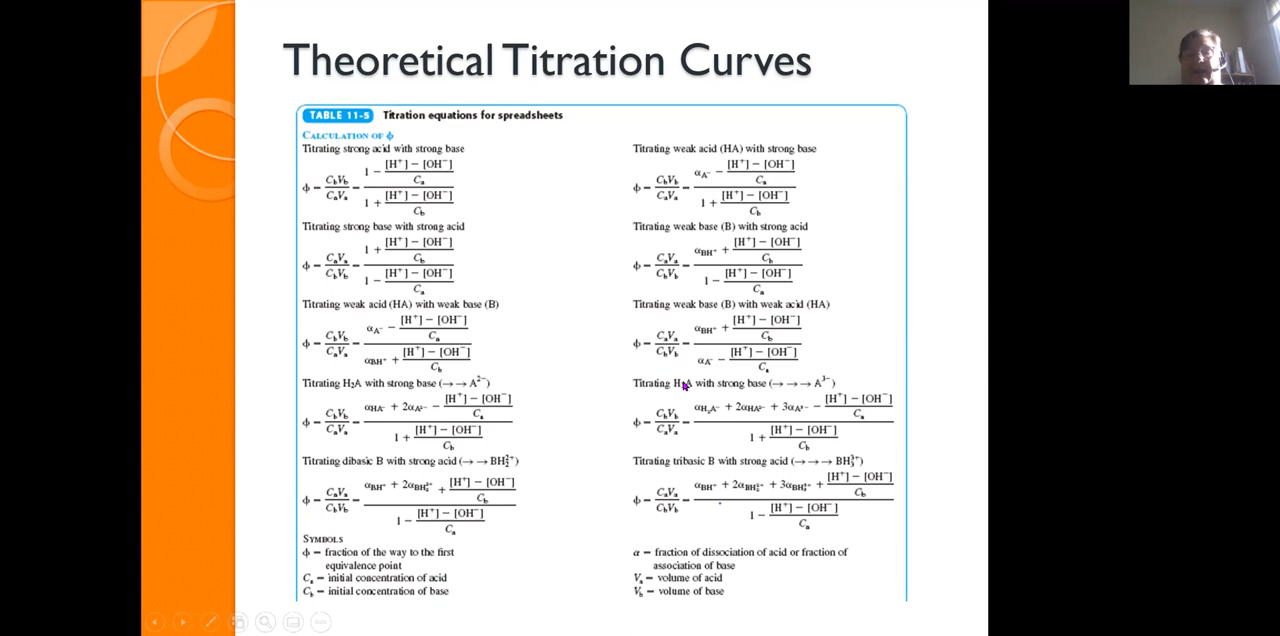 Theoretical Titration Curves
TABLE 11-5 Titration equations for spreadsheets
CALCULATION OF ϕ
Titrating strong acid with strong base
ϕ = CbVb/CaVa = (1 − ([H⁺] − [OH⁻])/Ca) / (1 + ([H⁺] − [OH⁻])/Cb)
Titrating strong base with strong acid
ϕ = CaVa/CbVb = (1 + ([H⁺] − [OH⁻])/Cb) / (1 − ([H⁺] − [OH⁻])/Ca)
Titrating weak acid (HA) with weak base (B)
ϕ = CbVb/CaVa = (αA⁻ − ([H⁺] − [OH⁻])/Ca) / (αBH⁺ + ([H⁺] − [OH⁻])/Cb)
Titrating H₂A with strong base (→ → A²⁻)
ϕ = CbVb/CaVa = (αHA⁻ + 2αA²⁻ − ([H⁺] − [OH⁻])/Ca) / (1 + ([H⁺] − [OH⁻])/Cb)
Titrating dibasic B with strong acid (→ → BH₂²⁺)
ϕ = CaVa/CbVb = (αBH⁺ + 2αBH₂²⁺ + ([H⁺] − [OH⁻])/Cb) / (1 − ([H⁺] − [OH⁻])/Ca)
Titrating weak acid (HA) with strong base
ϕ = CbVb/CaVa = (αA⁻ − ([H⁺] − [OH⁻])/Ca) / (1 + ([H⁺] − [OH⁻])/Cb)
Titrating weak base (B) with strong acid
ϕ = CaVa/CbVb = (αBH⁺ + ([H⁺] − [OH⁻])/Cb) / (1 − ([H⁺] − [OH⁻])/Ca)
Titrating weak base (B) with weak acid (HA)
ϕ = CaVa/CbVb = (αBH⁺ + ([H⁺] − [OH⁻])/Cb) / (αA⁻ − ([H⁺] − [OH⁻])/Ca)
Titrating H₃A with strong base (→ → → A³⁻)
ϕ = CbVb/CaVa = (αH₂A⁻ + 2αHA²⁻ + 3αA³⁻ − ([H⁺] − [OH⁻])/Ca) / (1 + ([H⁺] − [OH⁻])/Cb)
Titrating tribasic B with strong acid (→ → → BH₃³⁺)
ϕ = CaVa/CbVb = (αBH⁺ + 2αBH₂²⁺ + 3αBH₃³⁺ + ([H⁺] − [OH⁻])/Cb) / (1 − ([H⁺] − [OH⁻])/Ca)
SYMBOLS
ϕ = fraction of the way to the first
equivalence point
Ca = initial concentration of acid
Cb = initial concentration of base
α = fraction of dissociation of acid or fraction of
association of base
Va = volume of acid
Vb = volume of base